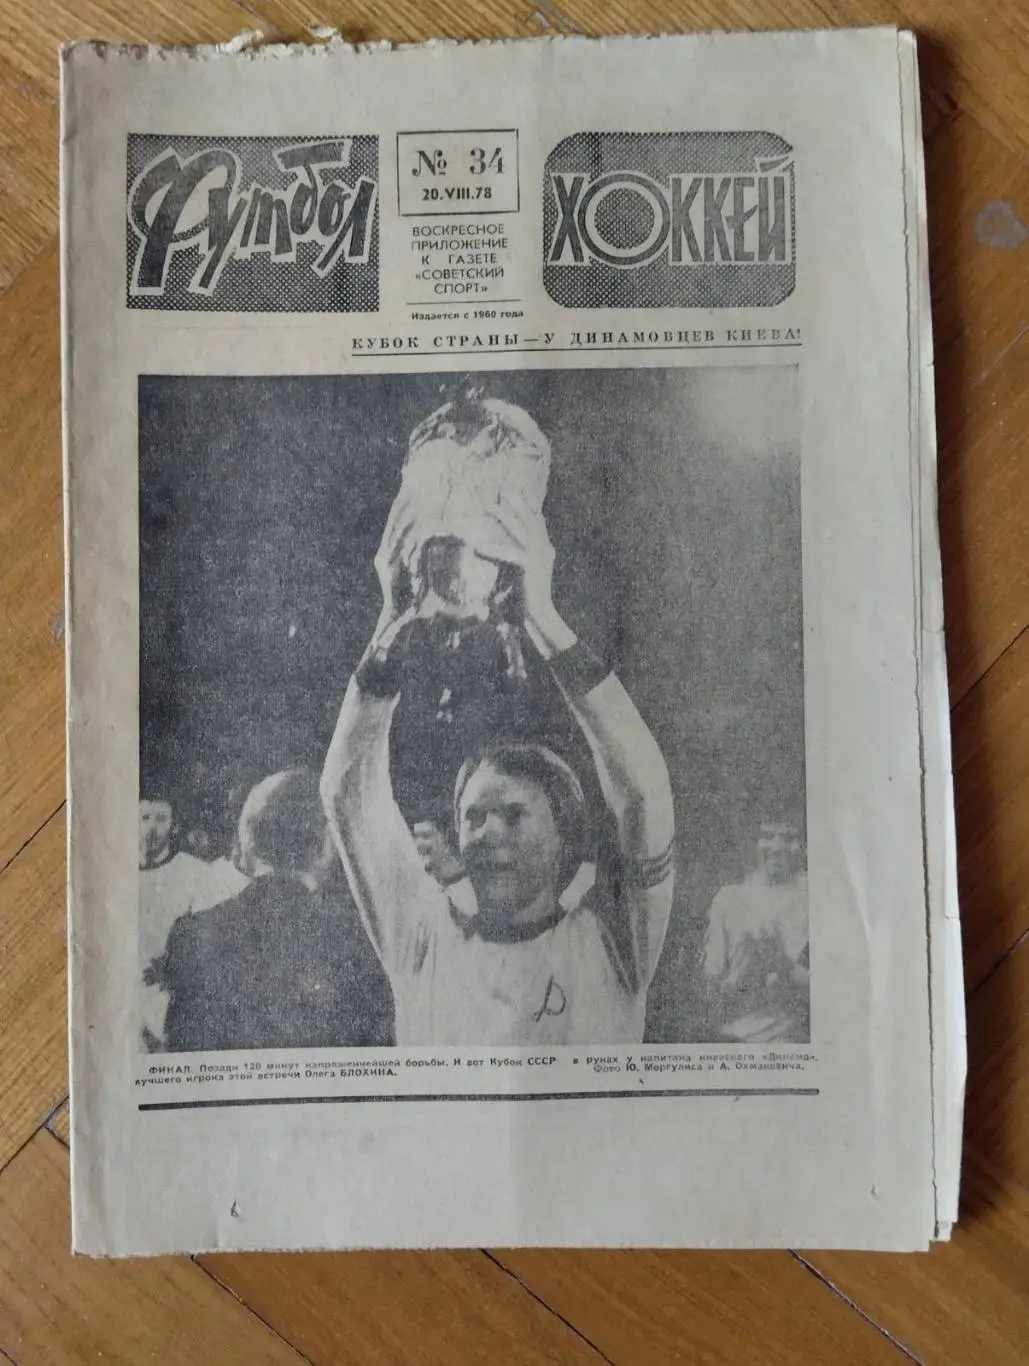 Футбол
№ 34
20.VIII.78
ВОСКРЕСНОЕ
ПРИЛОЖЕНИЕ
К ГАЗЕТЕ
«СОВЕТСКИЙ
СПОРТ»
Издается с 1960 года
ХОККЕЙ
КУБОК СТРАНЫ — У ДИНАМОВЦЕВ КИЕВА!
Д
ФИНАЛ. Позади 120 минут напряженнейшей борьбы. И вот Кубок СССР в руках у капитана киевского «Динамо»,
лучшего игрока этой встречи Олега БЛОХИНА. Фото Ю. Моргулиса и А. Охмановича.